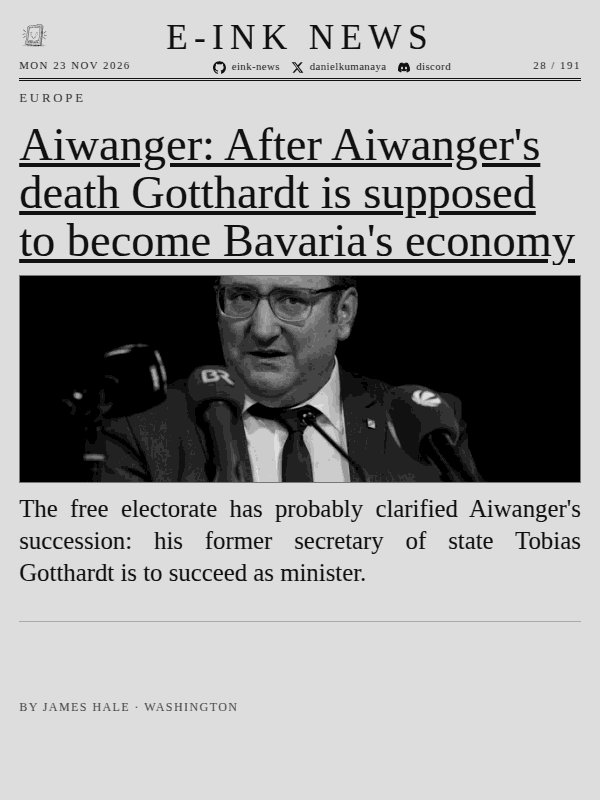 E-INK NEWS
MON 23 NOV 2026
eink-news danielkumanaya discord
28 / 191
EUROPE
Aiwanger: After Aiwanger's
death Gotthardt is supposed
to become Bavaria's economy
BR
The free electorate has probably clarified Aiwanger's
succession: his former secretary of state Tobias
Gotthardt is to succeed as minister.
BY JAMES HALE · WASHINGTON